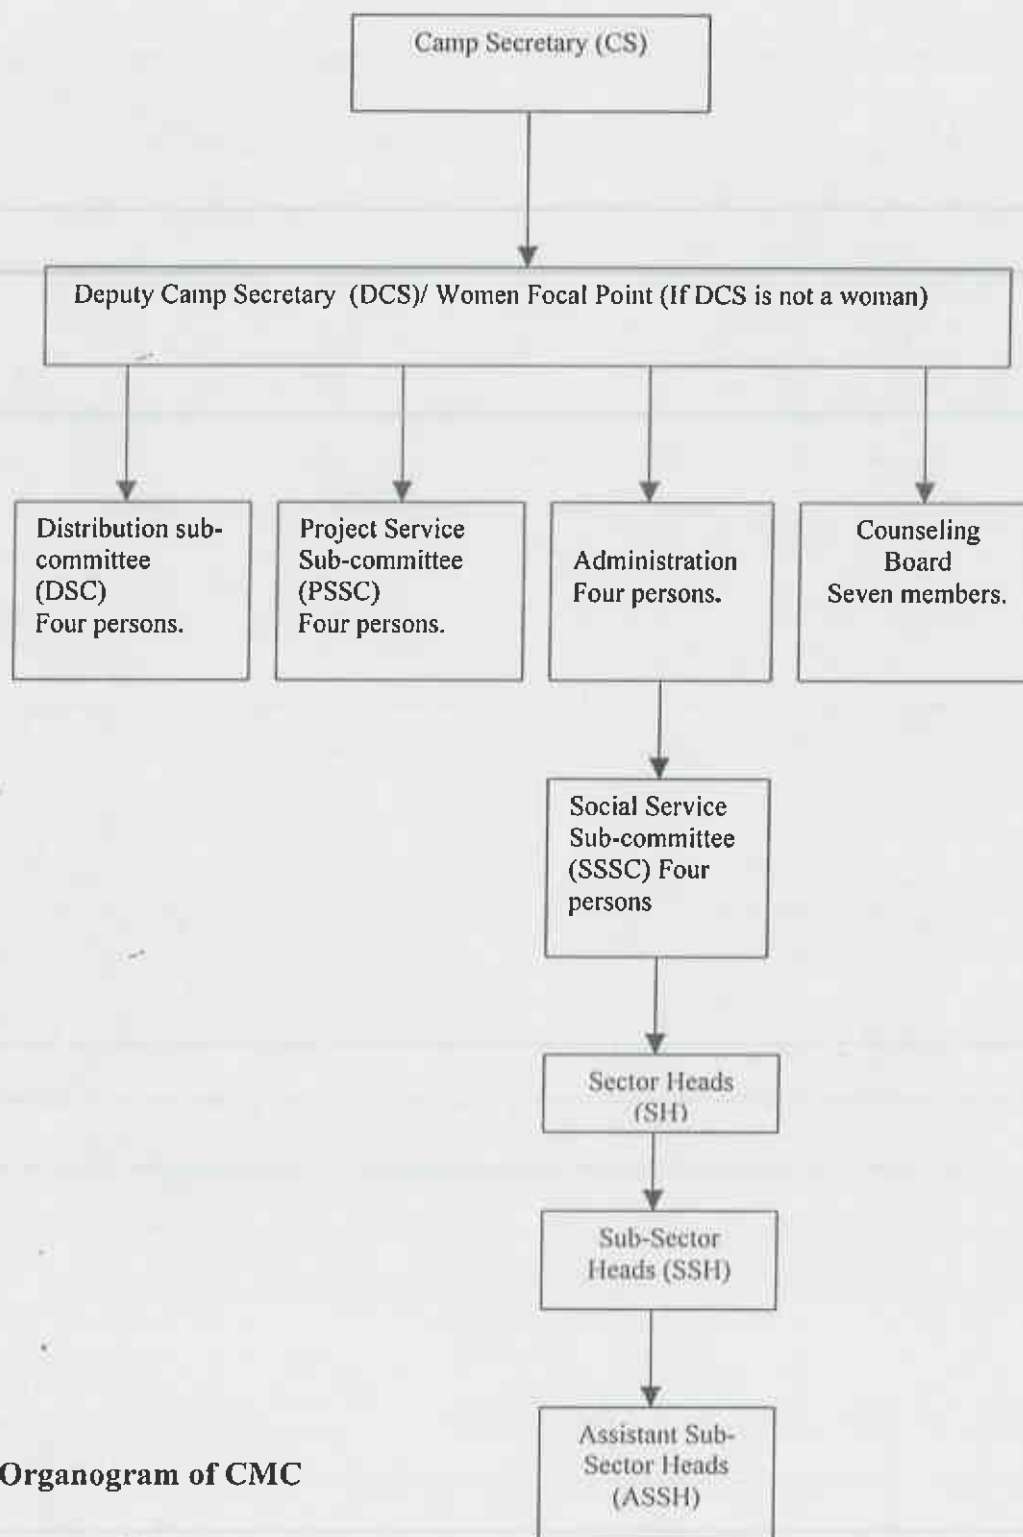 Camp Secretary (CS)
Deputy Camp Secretary (DCS)/ Women Focal Point (If DCS is not a woman)
Distribution sub-
committee
(DSC)
Four persons.
Project Service
Sub-committee
(PSSC)
Four persons.
Administration
Four persons.
Counseling
Board
Seven members.
Social Service
Sub-committee
(SSSC) Four
persons
Sector Heads
(SH)
Sub-Sector
Heads (SSH)
Assistant Sub-
Sector Heads
(ASSH)
Organogram of CMC